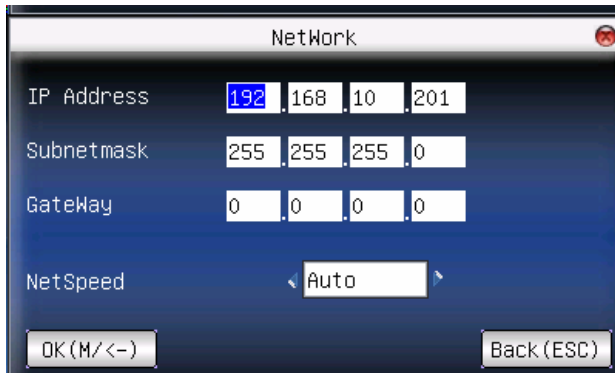 NetWork
IP Address 192.168.10.201
Subnetmask 255.255.255.0
GateWay 0.0.0.0
NetSpeed Auto
OK(M/<-) Back(ESC)